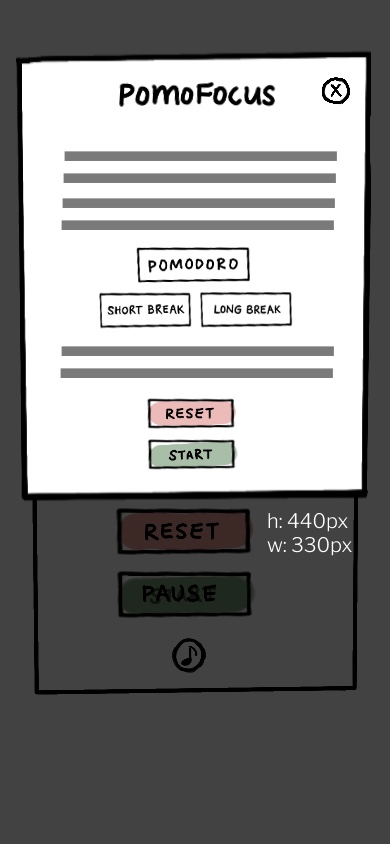 PomoFocus
X
POMODORO
SHORT BREAK
LONG BREAK
RESET
START
RESET
h: 440px
w: 330px
PAUSE